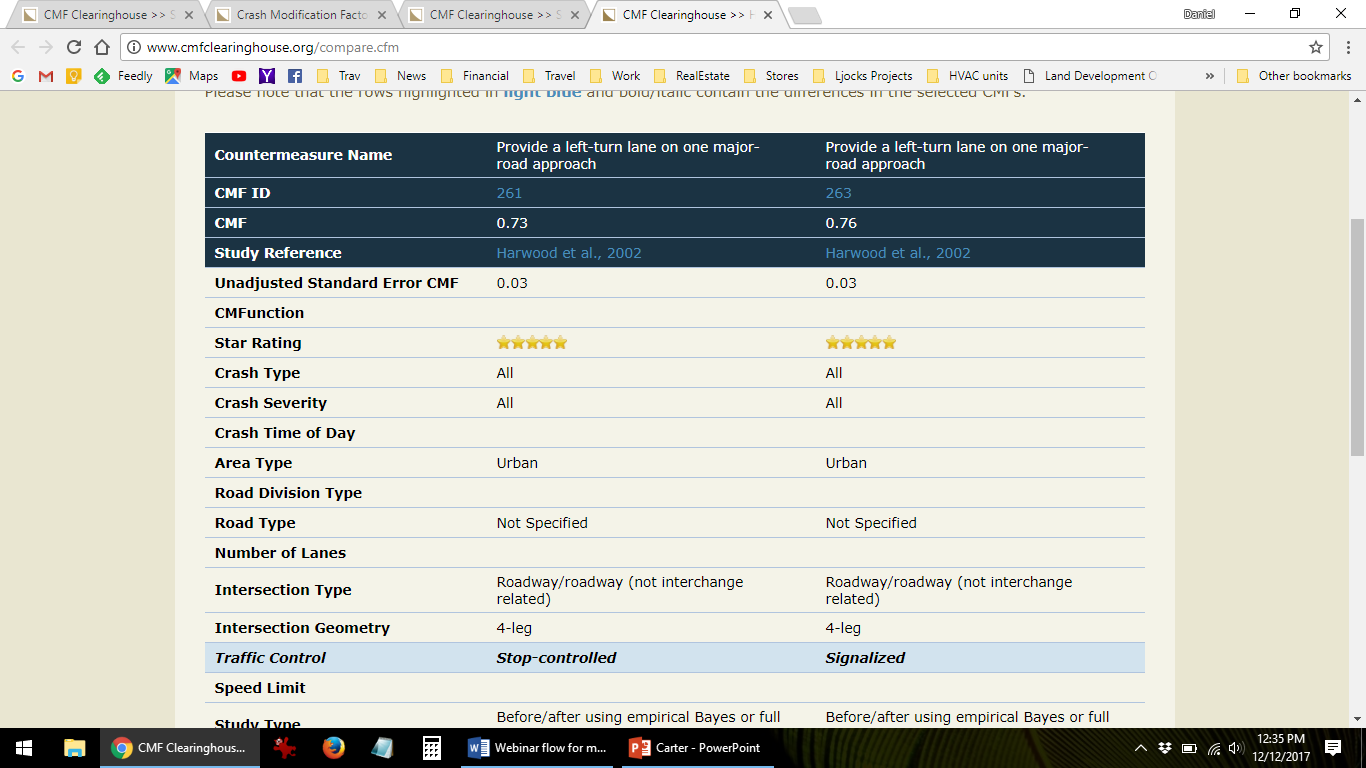 CMF Clearinghouse >> S
Crash Modification Facto
CMF Clearinghouse >> S
CMF Clearinghouse >> H
Daniel
www.cmfclearinghouse.org/compare.cfm
Feedly Maps Trav News Financial Travel Work RealEstate Stores Ljocks Projects HVAC units Land Development C » Other bookmarks
Please note that the rows highlighted in light blue and bold/italic contain the differences in the selected CMFs.
Countermeasure Name
Provide a left-turn lane on one major-
road approach
Provide a left-turn lane on one major-
road approach
CMF ID 261 263
CMF 0.73 0.76
Study Reference Harwood et al., 2002 Harwood et al., 2002
Unadjusted Standard Error CMF 0.03 0.03
CMFunction
Star Rating
Crash Type All All
Crash Severity All All
Crash Time of Day
Area Type Urban Urban
Road Division Type
Road Type Not Specified Not Specified
Number of Lanes
Intersection Type
Roadway/roadway (not interchange
related)
Roadway/roadway (not interchange
related)
Intersection Geometry 4-leg 4-leg
Traffic Control Stop-controlled Signalized
Speed Limit
Study Type
Before/after using empirical Bayes or full
Before/after using empirical Bayes or full
CMF Clearinghous...
Webinar flow for m...
Carter - PowerPoint
12:35 PM
12/12/2017